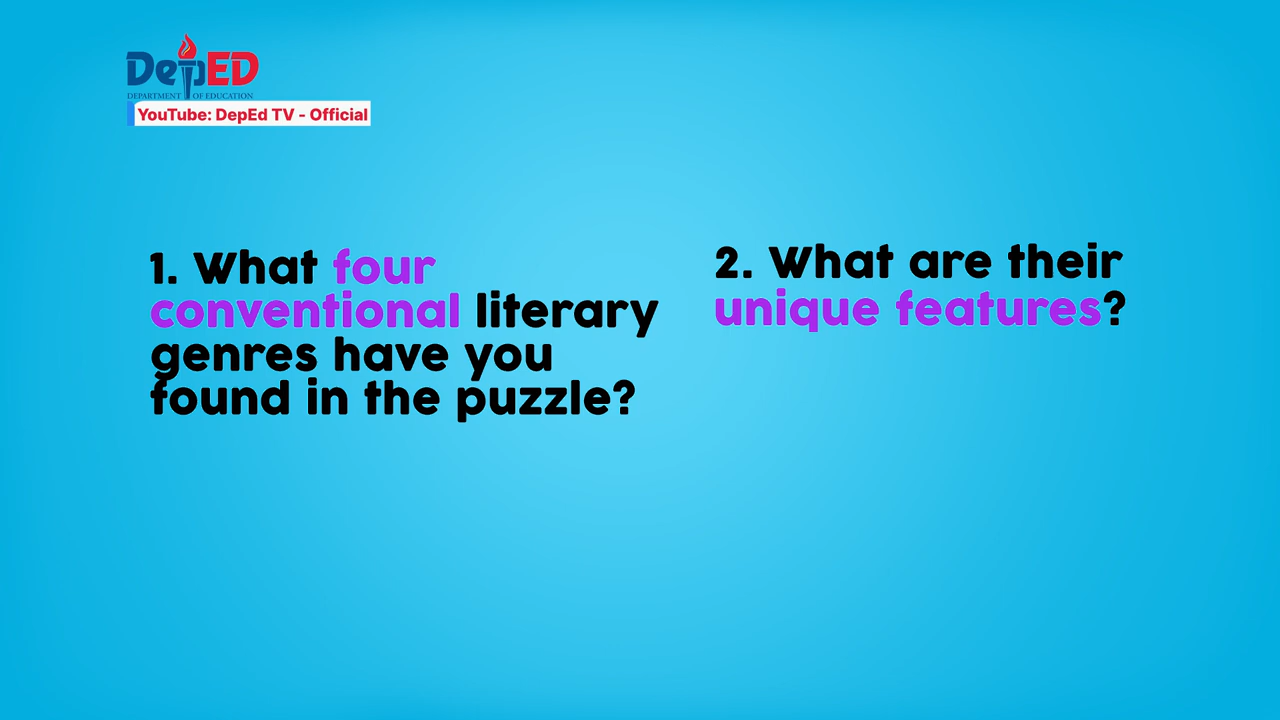 DepED
DEPARTMENT OF EDUCATION
YouTube: DepEd TV - Official
1. What four
conventional literary
genres have you
found in the puzzle?
2. What are their
unique features?